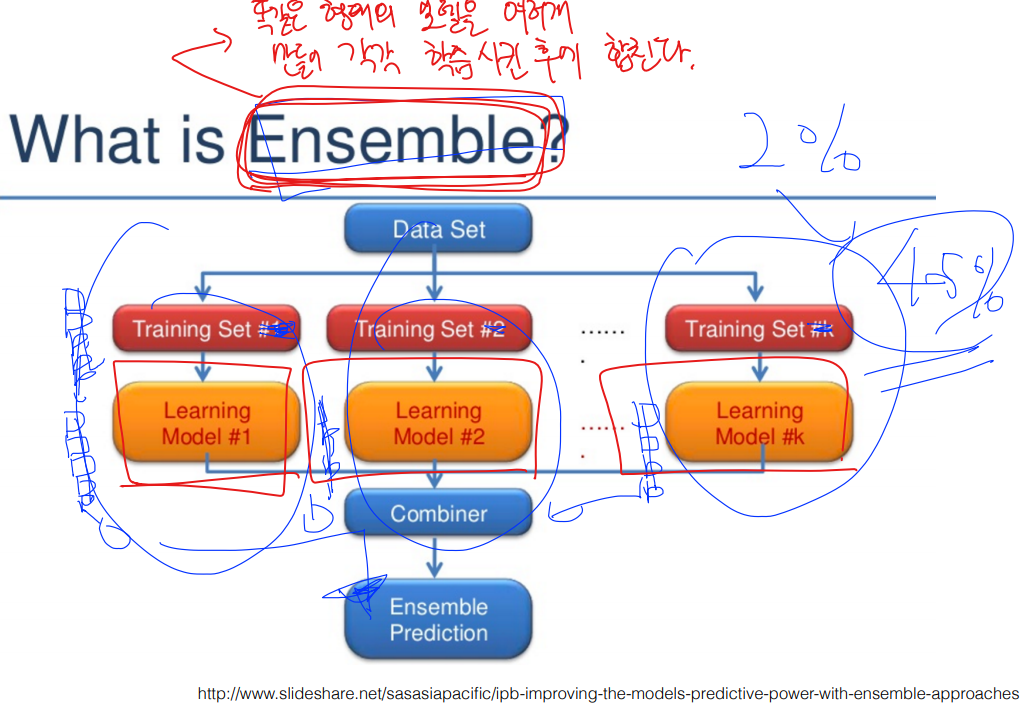 똑같은 형태의 모델을 여러개
만들어 각각 학습시킨 후에 합친다.
What is Ensemble?
2%
4-5%
Data Set
Training Set #1
Training Set #2
......
.
Training Set #k
Learning
Model #1
Learning
Model #2
......
.
Learning
Model #k
Combiner
Ensemble
Prediction
http://www.slideshare.net/sasasiapacific/ipb-improving-the-models-predictive-power-with-ensemble-approaches